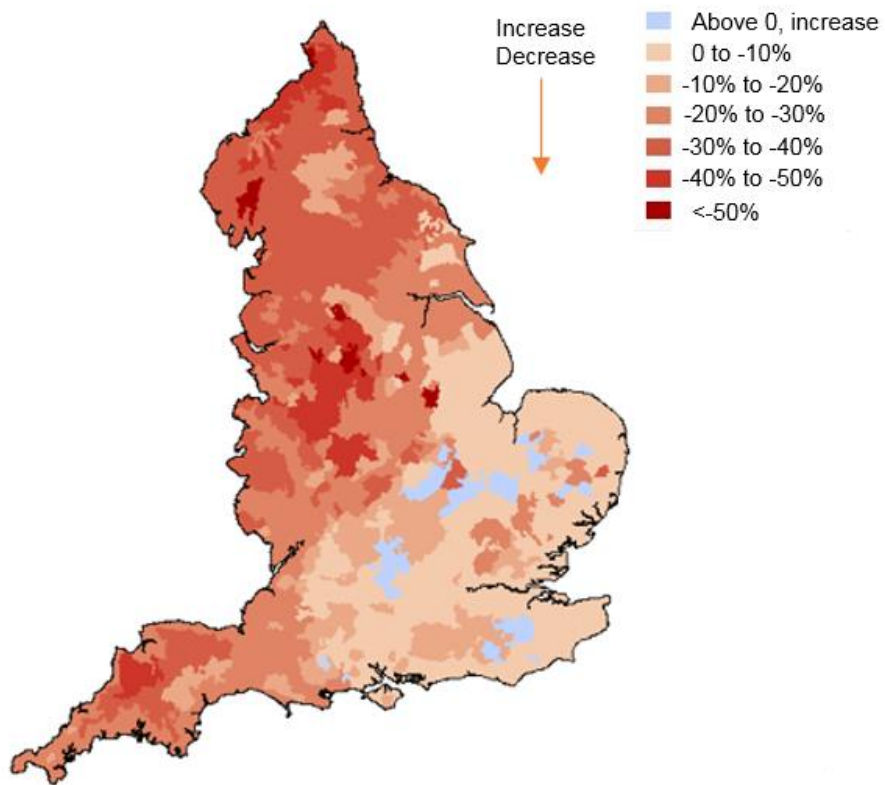 Increase
Decrease
Above 0, increase
0 to -10%
-10% to -20%
-20% to -30%
-30% to -40%
-40% to -50%
<-50%